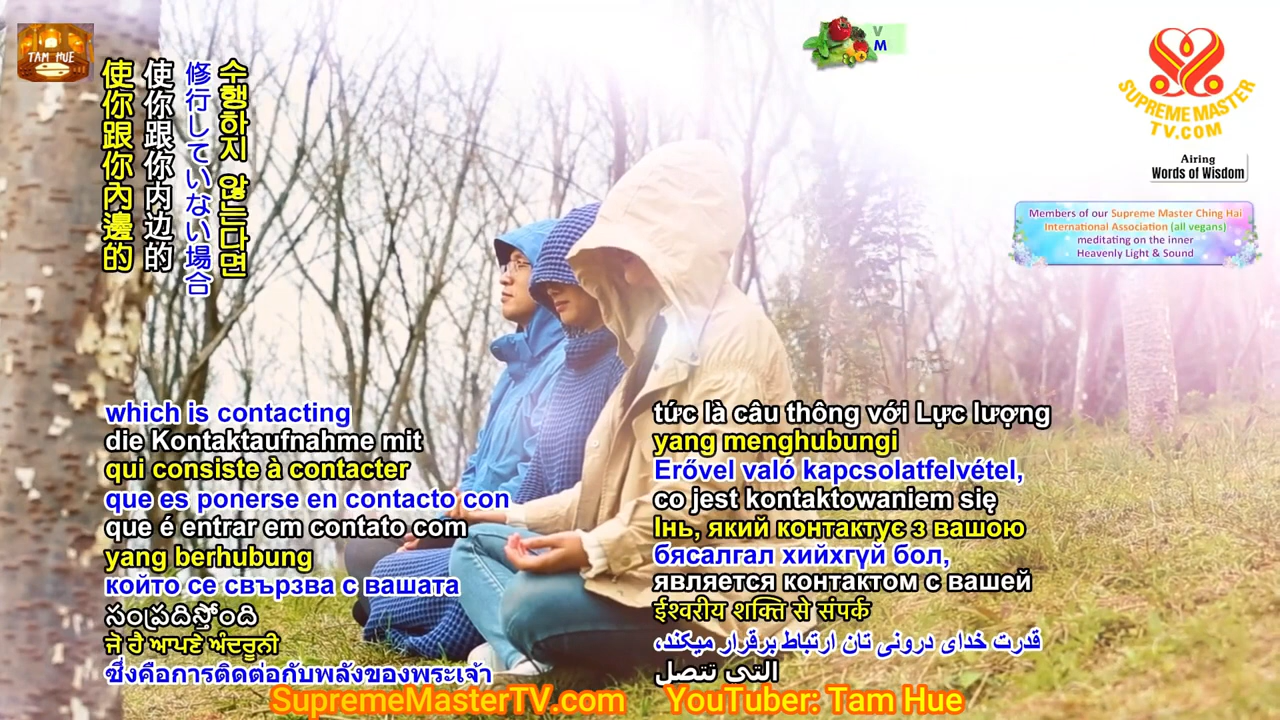 TAM HUE
使你跟你內邊的
使你跟你内边的
修行していない場合
수행하지 않는다면
V
M
SUPREME MASTER
TV.COM
Airing
Words of Wisdom
Members of our Supreme Master Ching Hai
International Association (all vegans)
meditating on the inner
Heavenly Light & Sound
which is contacting
die Kontaktaufnahme mit
qui consiste à contacter
que es ponerse en contacto con
que é entrar em contato com
yang berhubung
който се свързва с вашата
సంప్రదిస్తోంది
ਜੋ ਹੈ ਆਪਣੇ ਅੰਦਰੂਨੀ
ซึ่งคือการติดต่อกับพลังของพระเจ้า
tức là câu thông với Lực lượng
yang menghubungi
Erővel való kapcsolatfelvétel,
co jest kontaktowaniem się
Інь, який контактує з вашою
бясалгал хийхгүй бол,
является контактом с вашей
ईश्वरीय शक्ति से संपर्क
قدرت خدای درونی تان ارتباط برقرار میکند،
التي تتصل
SupremeMasterTV.com YouTuber: Tam Hue